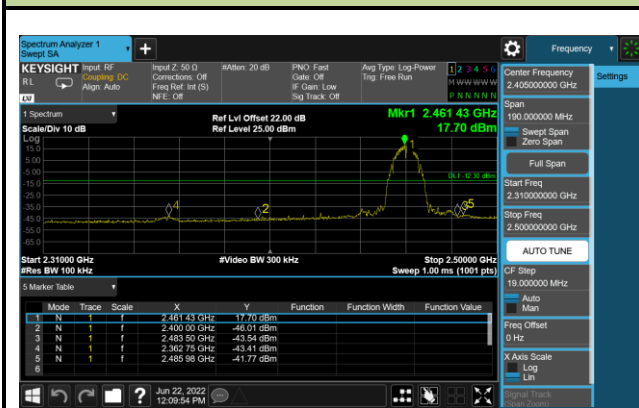 Spectrum Analyzer 1
Swept SA
+
Frequency
KEYSIGHT
RL
LXI
Input: RF
Coupling: DC
Align: Auto
Input Z: 50 Ω
Corrections: Off
Freq Ref: Int (S)
NFE: Off
#Atten: 20 dB
PNO: Fast
Gate: Off
IF Gain: Low
Sig Track: Off
Avg Type: Log-Power
Trig: Free Run
1 2 3 4 5 6
M W W W W W
P N N N N N
1 Spectrum
Scale/Div 10 dB
Log
Ref Lvl Offset 22.00 dB
Ref Level 25.00 dBm
Mkr1 2.461 43 GHz
17.70 dBm
15.0
5.00
-5.00
-15.0
-25.0
-35.0
-45.0
-55.0
-65.0
DL1 -12.30 dBm
1
4
2
3
5
Start 2.31000 GHz
#Res BW 100 kHz
#Video BW 300 kHz
Stop 2.50000 GHz
Sweep 1.00 ms (1001 pts)
5 Marker Table
Mode Trace Scale X Y Function Function Width Function Value
1 N 1 f 2.461 43 GHz 17.70 dBm
2 N 1 f 2.400 00 GHz -46.01 dBm
3 N 1 f 2.483 50 GHz -43.54 dBm
4 N 1 f 2.362 75 GHz -43.41 dBm
5 N 1 f 2.485 98 GHz -41.77 dBm
6
Jun 22, 2022
12:09:54 PM
Center Frequency
2.405000000 GHz
Settings
Span
190.000000 MHz
Swept Span
Zero Span
Full Span
Start Freq
2.310000000 GHz
Stop Freq
2.500000000 GHz
AUTO TUNE
CF Step
19.000000 MHz
Auto
Man
Freq Offset
0 Hz
X Axis Scale
Log
Lin
Signal Track
(Span Zoom)